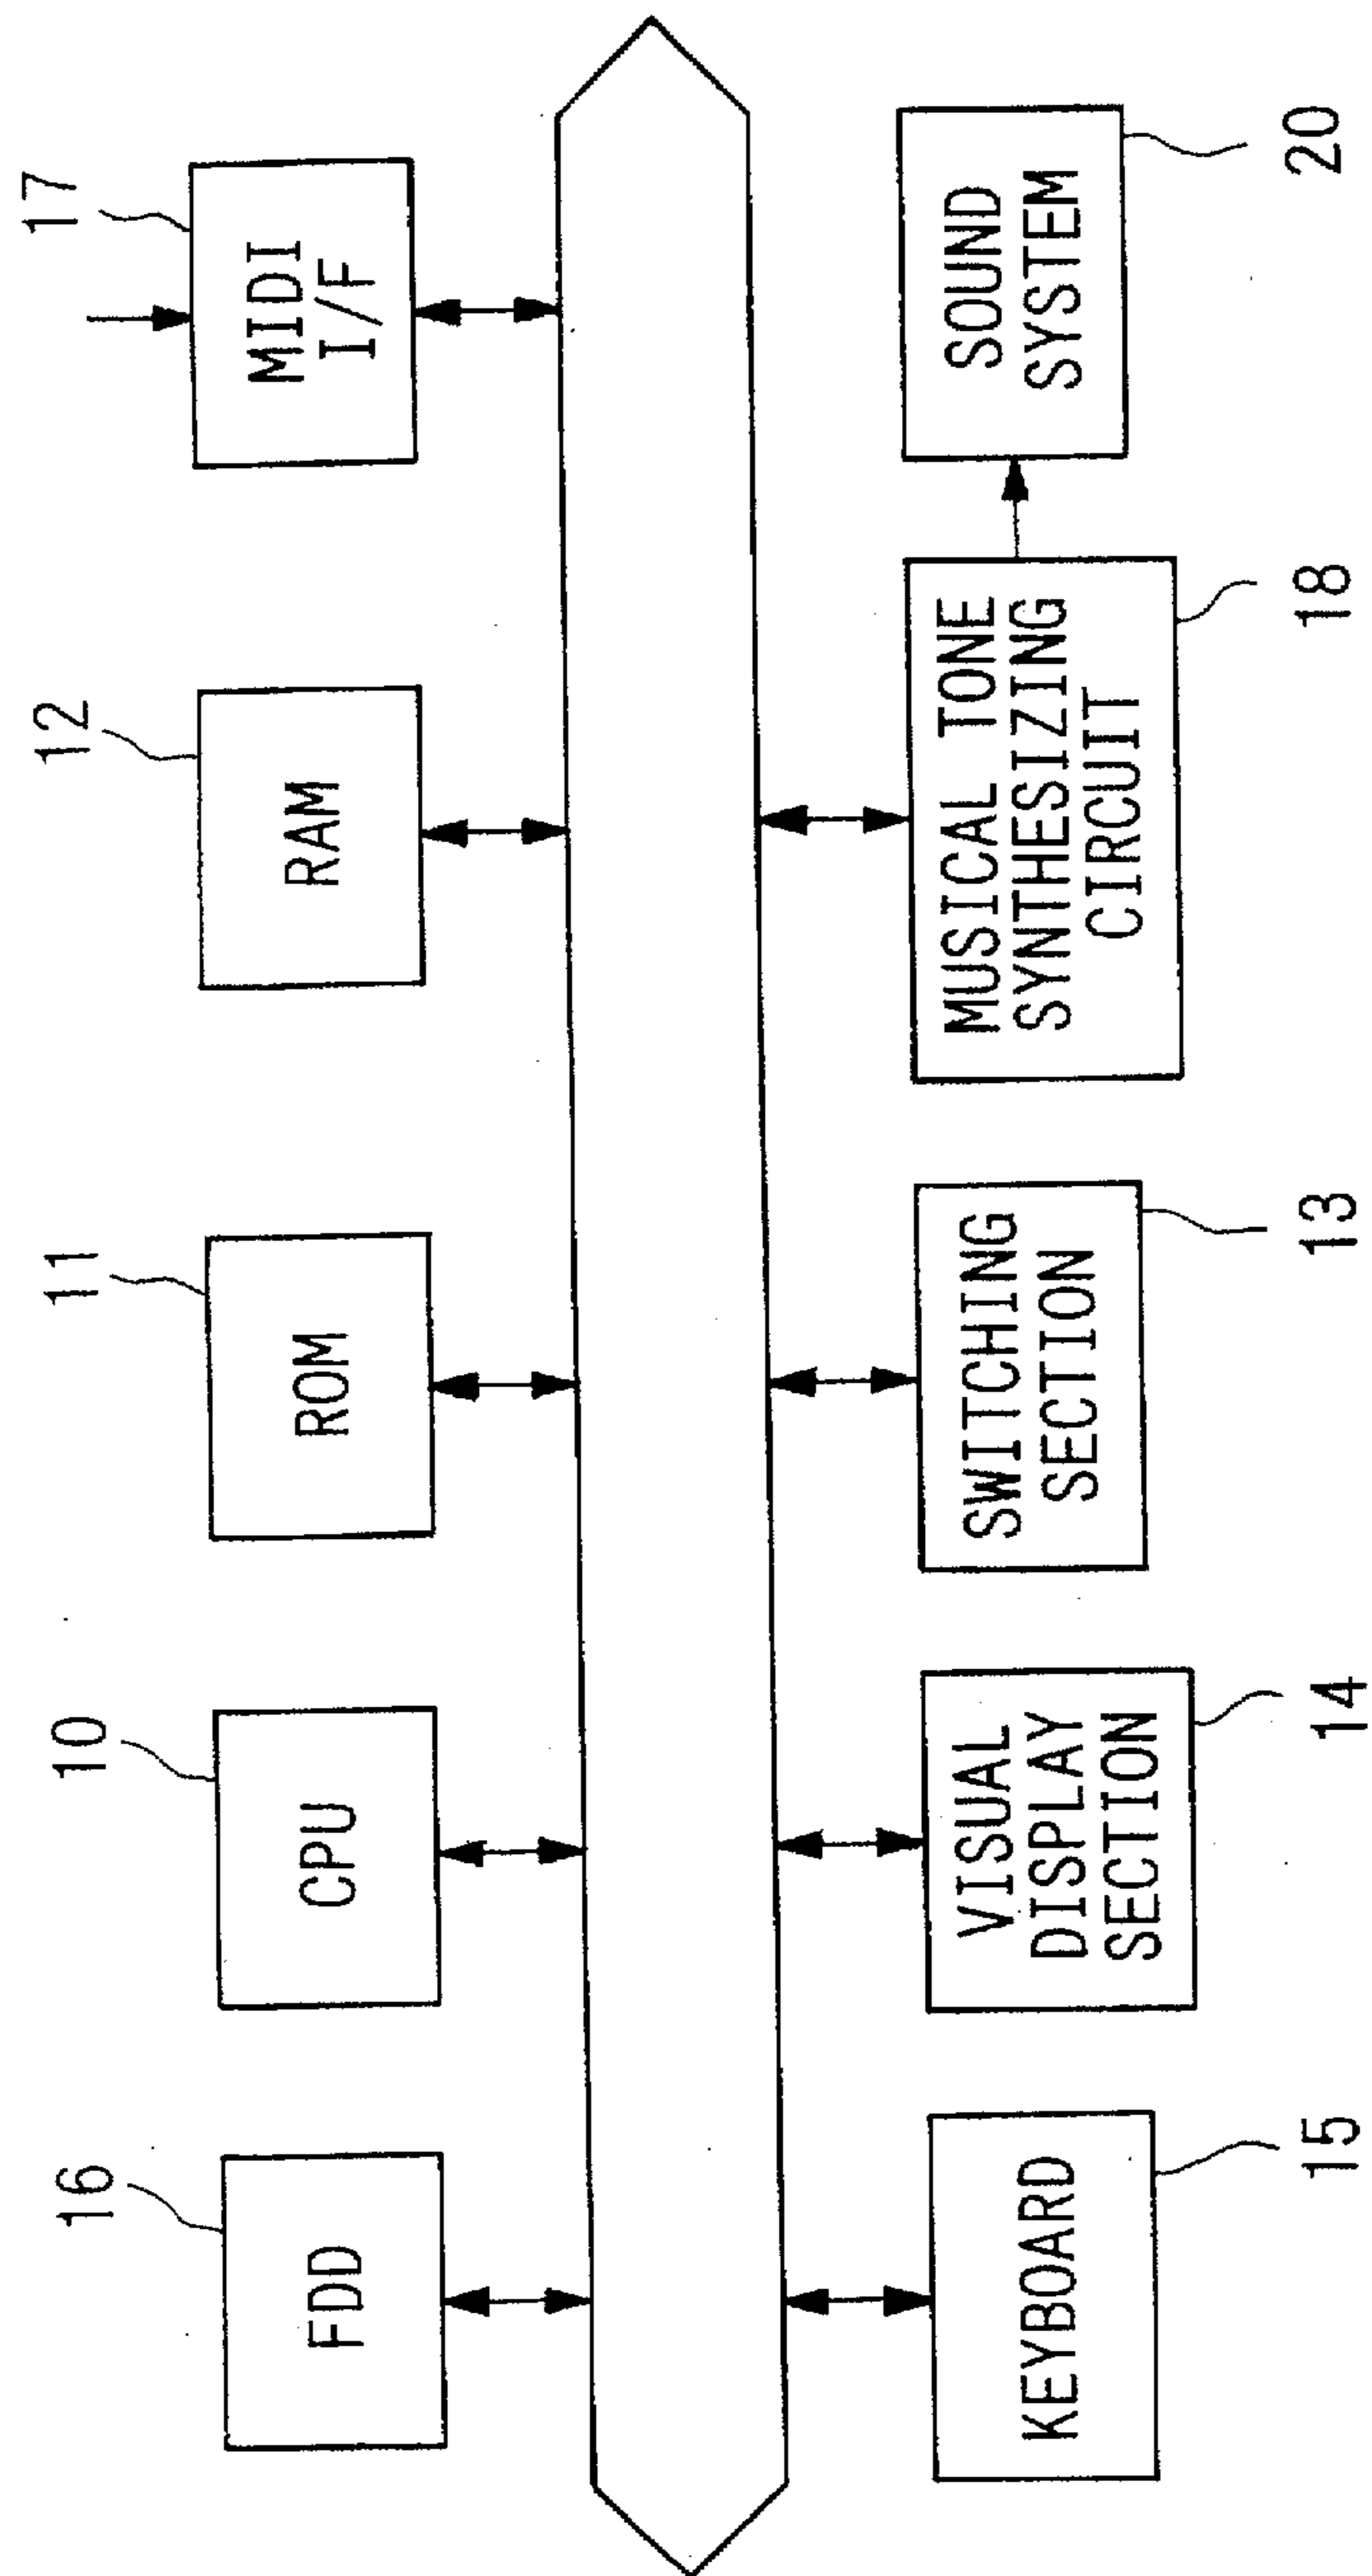 16
FDD
10
CPU
11
ROM
12
RAM
17
MIDI
I/F
KEYBOARD
15
VISUAL
DISPLAY
SECTION
14
SWITCHING
SECTION
13
MUSICAL TONE
SYNTHESIZING
CIRCUIT
18
SOUND
SYSTEM
20